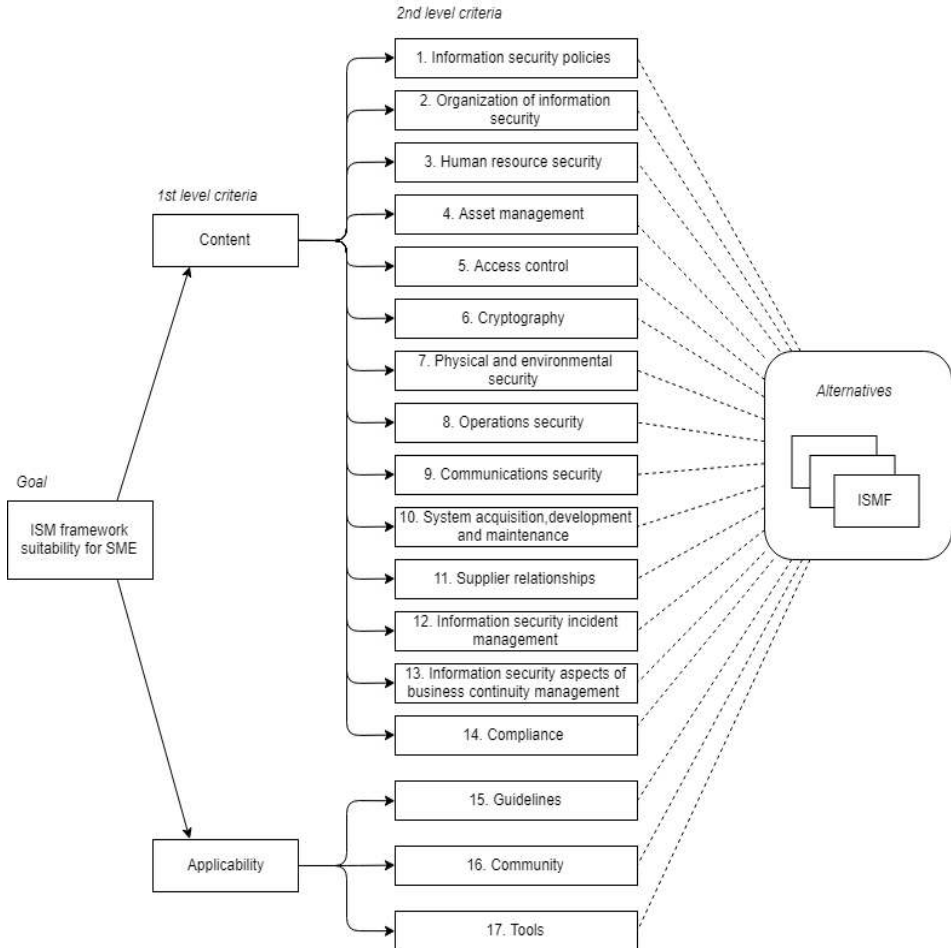 2nd level criteria
1. Information security policies
2. Organization of information
security
3. Human resource security
1st level criteria
4. Asset management
Content
5. Access control
6. Cryptography
7. Physical and environmental
security
Alternatives
8. Operations security
9. Communications security
Goal
ISMF
ISM framework
suitability for SME
10. System acquisition,development
and maintenance
11. Supplier relationships
12. Information security incident
management
13. Information security aspects of
business continuity management
14. Compliance
15. Guidelines
Applicability
16. Community
17. Tools